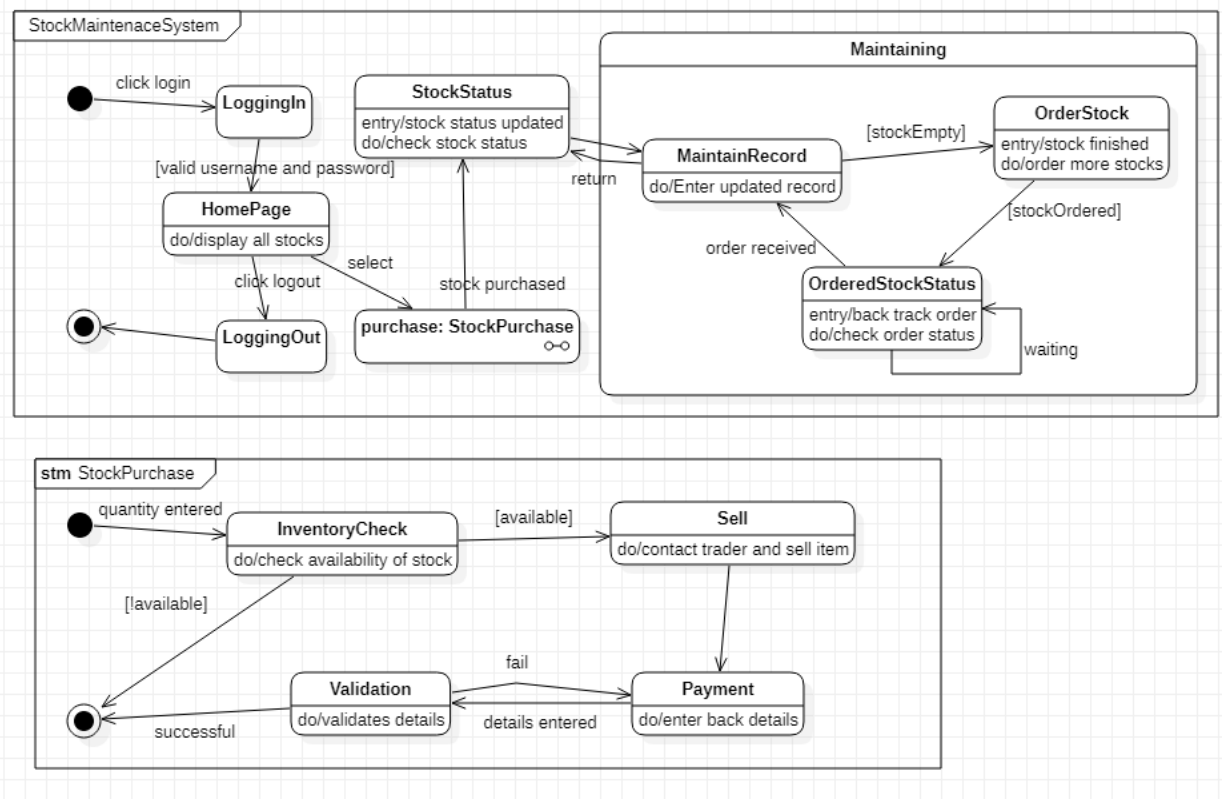 StockMaintenaceSystem
Maintaining
click login
LoggingIn
StockStatus
entry/stock status updated
do/check stock status
[stockEmpty]
OrderStock
entry/stock finished
do/order more stocks
MaintainRecord
do/Enter updated record
return
[valid username and password]
HomePage
do/display all stocks
[stockOrdered]
order received
select
click logout
stock purchased
OrderedStockStatus
entry/back track order
do/check order status
waiting
purchase: StockPurchase
LoggingOut
stm StockPurchase
quantity entered
InventoryCheck
do/check availability of stock
[available]
Sell
do/contact trader and sell item
[!available]
fail
Validation
do/validates details
Payment
do/enter back details
details entered
successful